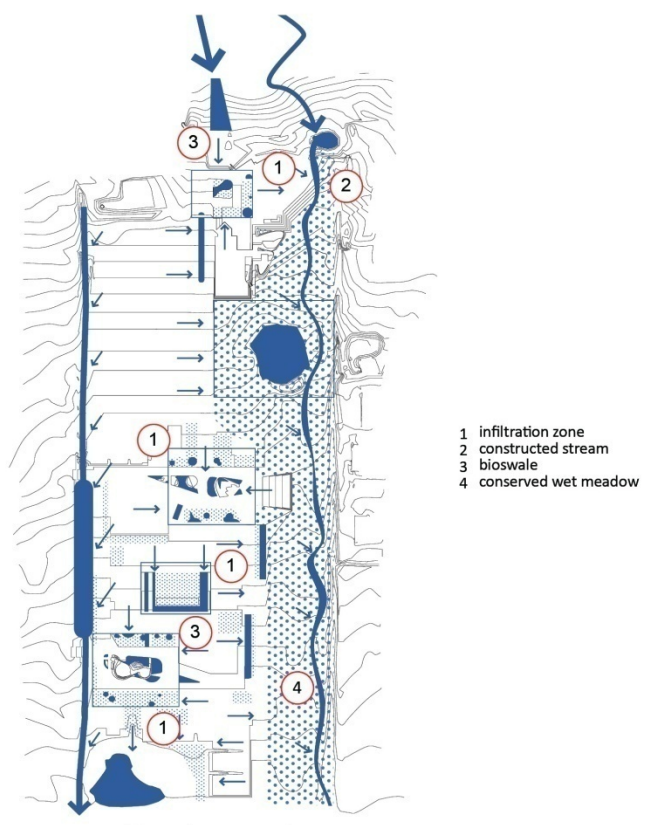 3
1
2
1
1
3
4
1
1 infiltration zone
2 constructed stream
3 bioswale
4 conserved wet meadow